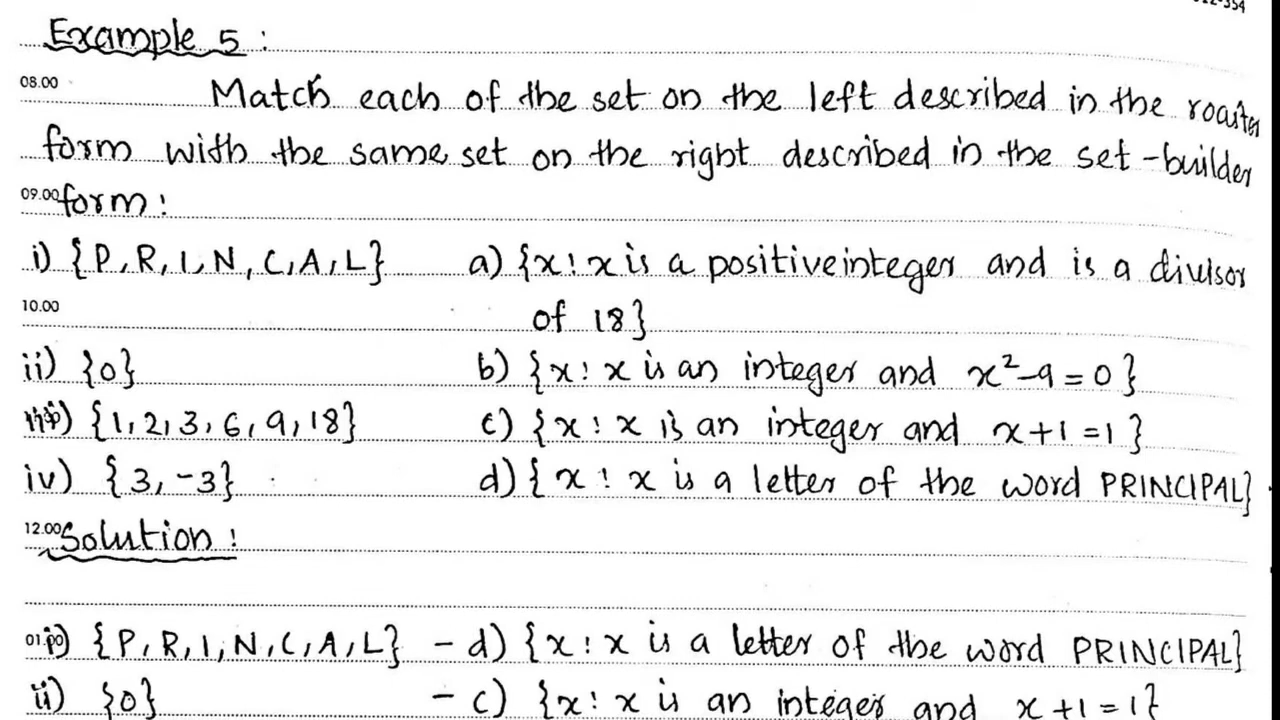 12-354
Example 5 :
08.00
Match each of the set on the left described in the roaster
form with the same set on the right described in the set-builder
09.00 form :
i) {P, R, I, N, C, A, L} a) {x : x is a positive integer and is a divisor
10.00 of 18}
ii) {0} b) {x : x is an integer and x²-9 = 0}
iii) {1, 2, 3, 6, 9, 18} c) {x : x is an integer and x+1 = 1}
iv) {3, -3} d) {x : x is a letter of the word PRINCIPAL}
12.00 Solution :
01.00 i) {P, R, I, N, C, A, L} - d) {x : x is a letter of the word PRINCIPAL}
ii) {0} - c) {x : x is an integer and x+1 = 1}